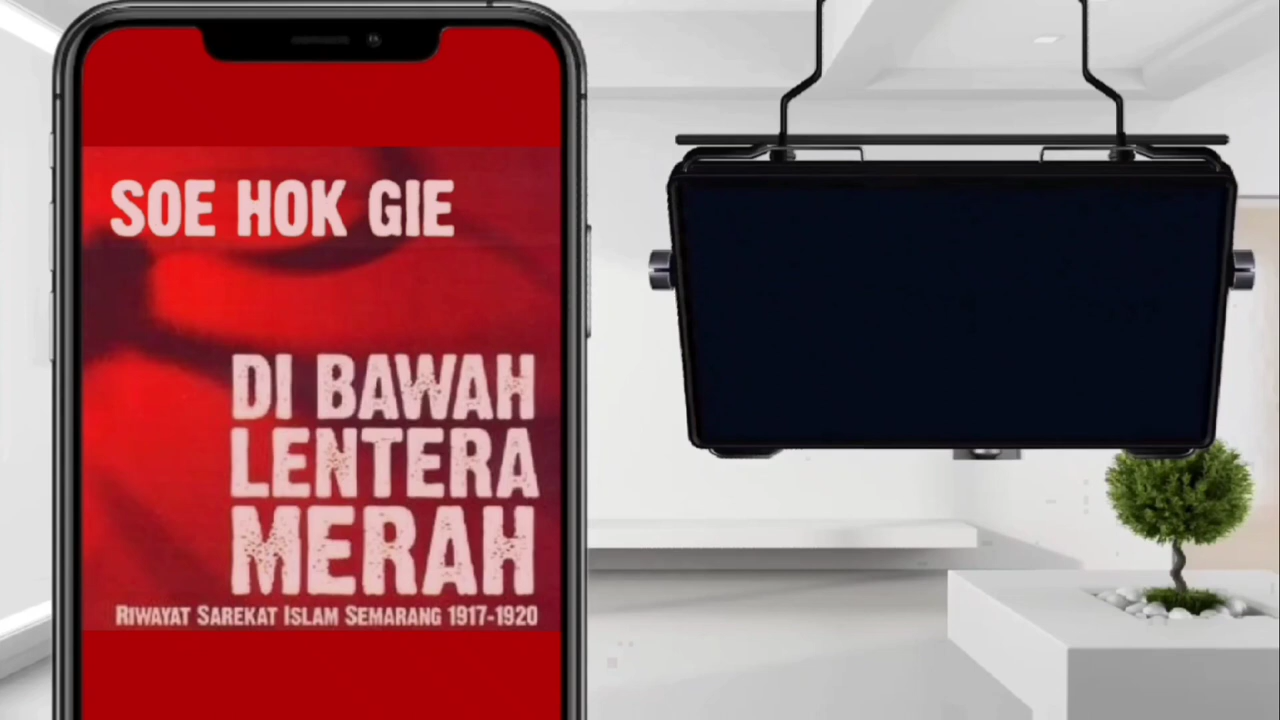 SOE HOK GIE
DI BAWAH
LENTERA
MERAH
RIWAYAT SAREKAT ISLAM SEMARANG 1917-1920